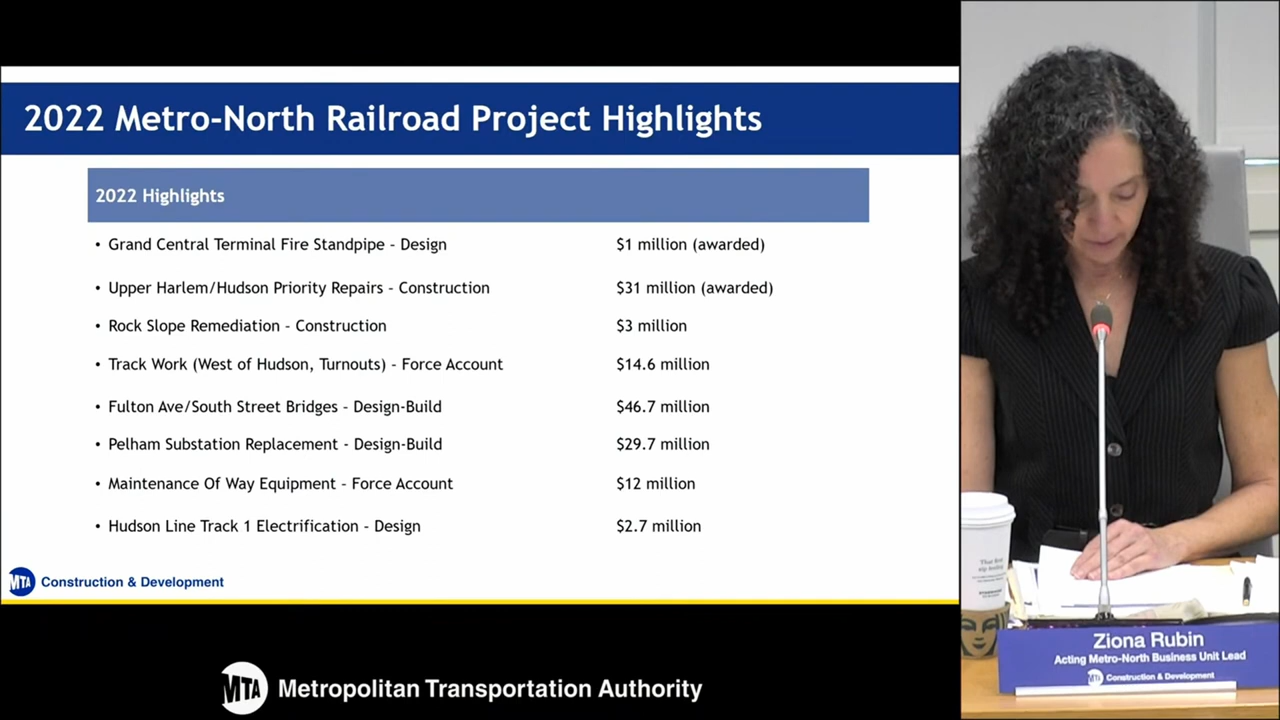 2022 Metro-North Railroad Project Highlights
2022 Highlights
• Grand Central Terminal Fire Standpipe - Design $1 million (awarded)
• Upper Harlem/Hudson Priority Repairs - Construction $31 million (awarded)
• Rock Slope Remediation - Construction $3 million
• Track Work (West of Hudson, Turnouts) - Force Account $14.6 million
• Fulton Ave/South Street Bridges - Design-Build $46.7 million
• Pelham Substation Replacement - Design-Build $29.7 million
• Maintenance Of Way Equipment - Force Account $12 million
• Hudson Line Track 1 Electrification - Design $2.7 million
MTA Construction & Development
MTA Metropolitan Transportation Authority
That first
Ziona Rubin
Acting Metro-North Business Unit Lead
MTA Construction & Development